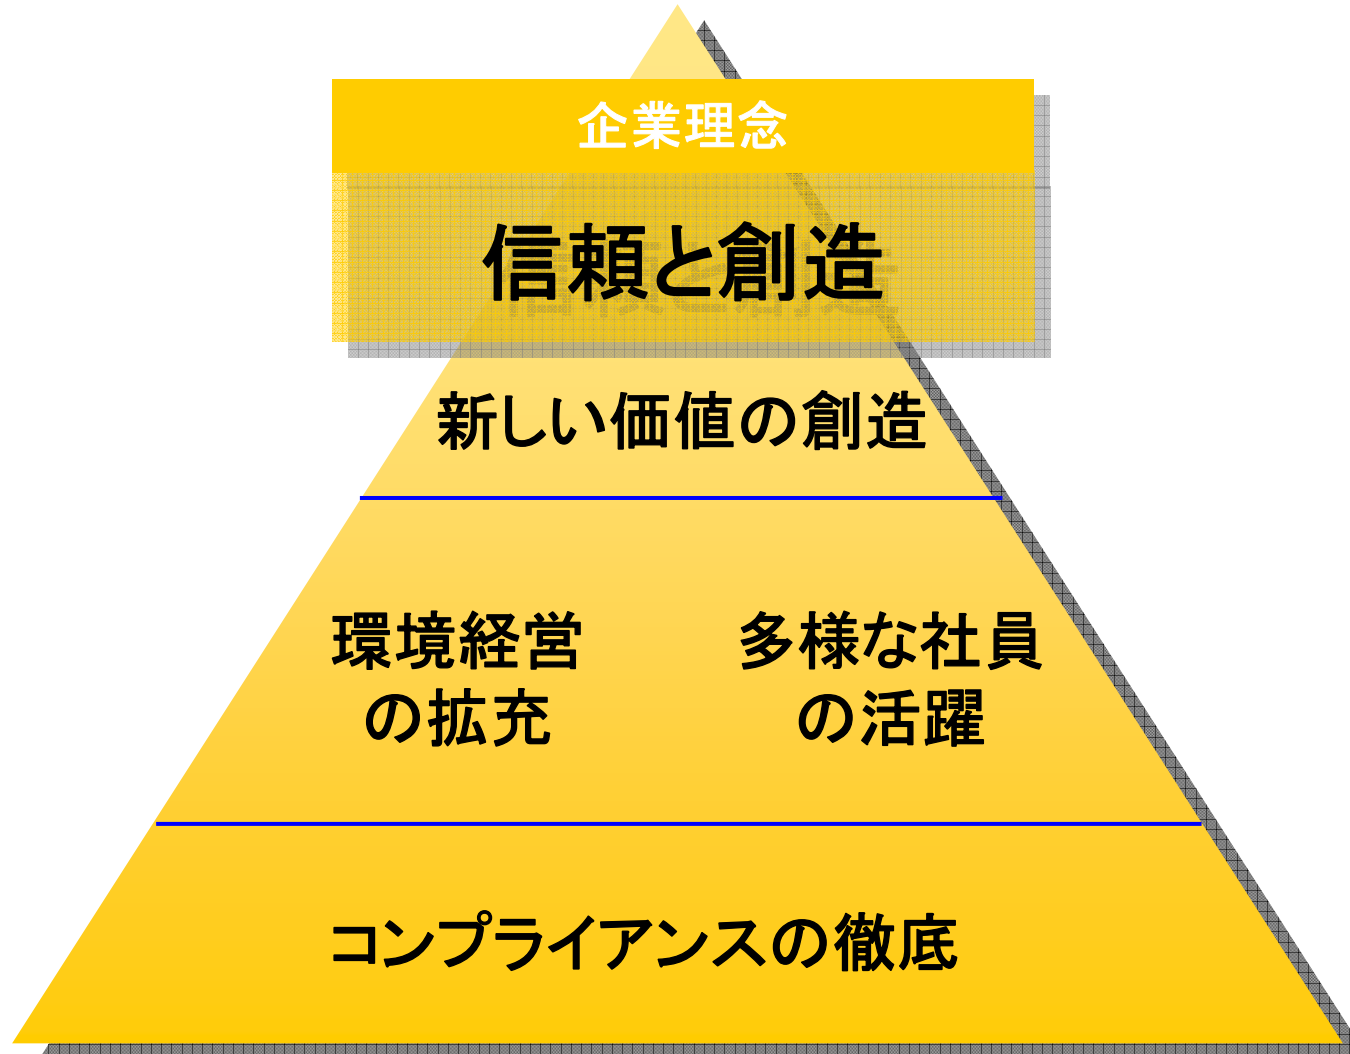 企業理念
信頼と創造
新しい価値の創造
環境経営
の拡充
多様な社員
の活躍
コンプライアンスの徹底